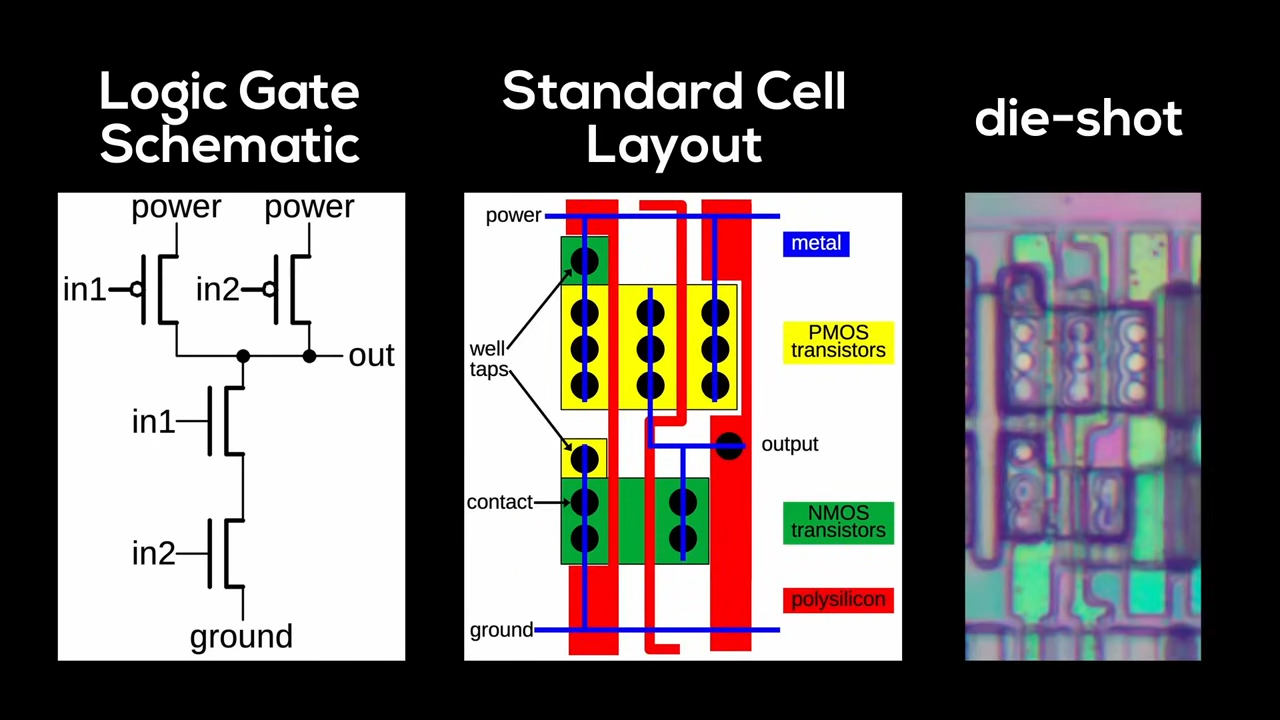 Logic Gate
Schematic
power power
in1 in2
out
in1
in2
ground
Standard Cell
Layout
power
metal
PMOS
transistors
well
taps
output
contact
NMOS
transistors
polysilicon
ground
die-shot